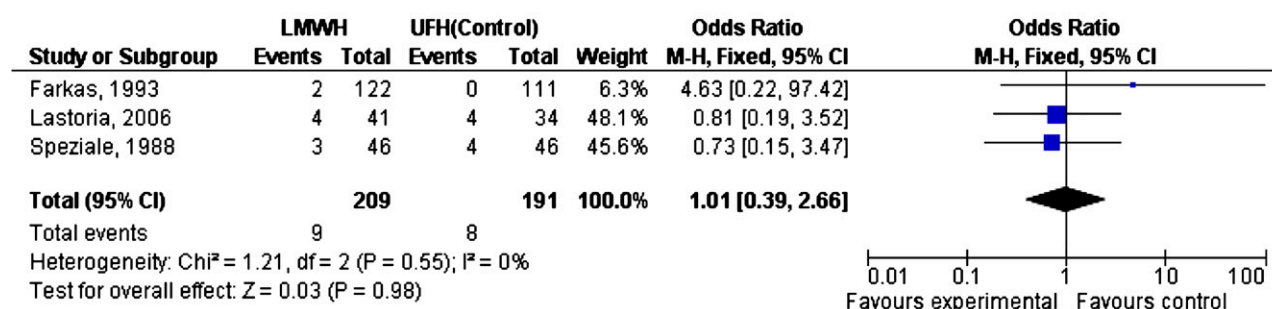 LMWH UFH(Control) Odds Ratio Odds Ratio
Study or Subgroup Events Total Events Total Weight M-H, Fixed, 95% CI M-H, Fixed, 95% CI
Farkas, 1993 2 122 0 111 6.3% 4.63 [0.22, 97.42]
Lastoria, 2006 4 41 4 34 48.1% 0.81 [0.19, 3.52]
Speziale, 1988 3 46 4 46 45.6% 0.73 [0.15, 3.47]
Total (95% CI) 209 191 100.0% 1.01 [0.39, 2.66]
Total events 9 8
Heterogeneity: Chi² = 1.21, df = 2 (P = 0.55); I² = 0%
Test for overall effect: Z = 0.03 (P = 0.98)
0.01 0.1 1 10 100
Favours experimental Favours control